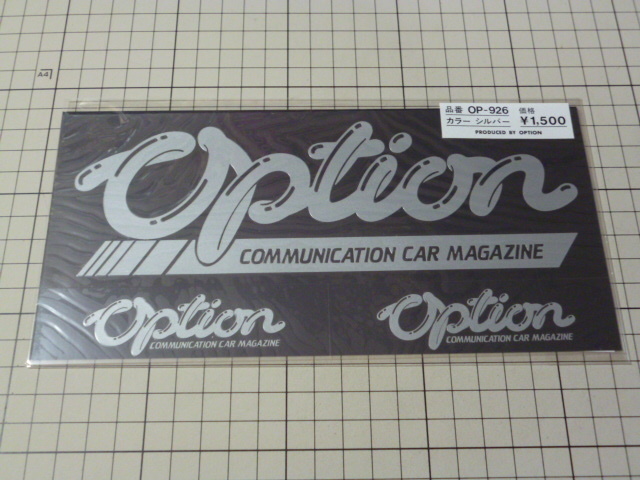 A4
品番 OP-926 価格
カラー シルバー ¥1,500
PRODUCED BY OPTION
Option
COMMUNICATION CAR MAGAZINE
Option
COMMUNICATION CAR MAGAZINE
Option
COMMUNICATION CAR MAGAZINE